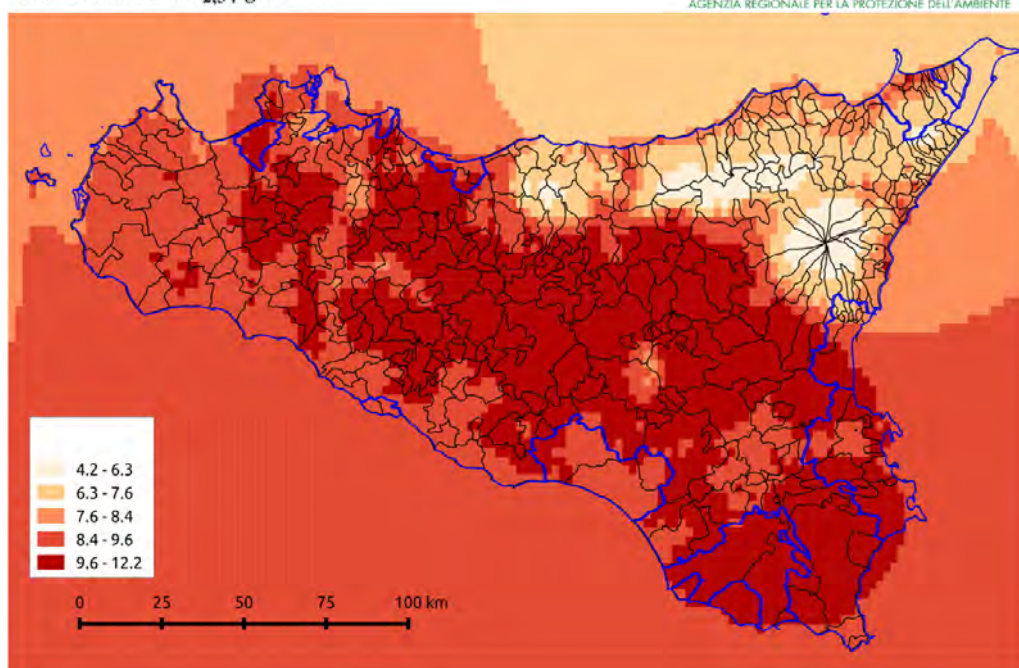 AGENZIA REGIONALE PER LA PROTEZIONE DELL'AMBIENTE
4.2 - 6.3
6.3 - 7.6
7.6 - 8.4
8.4 - 9.6
9.6 - 12.2
0 25 50 75 100 km